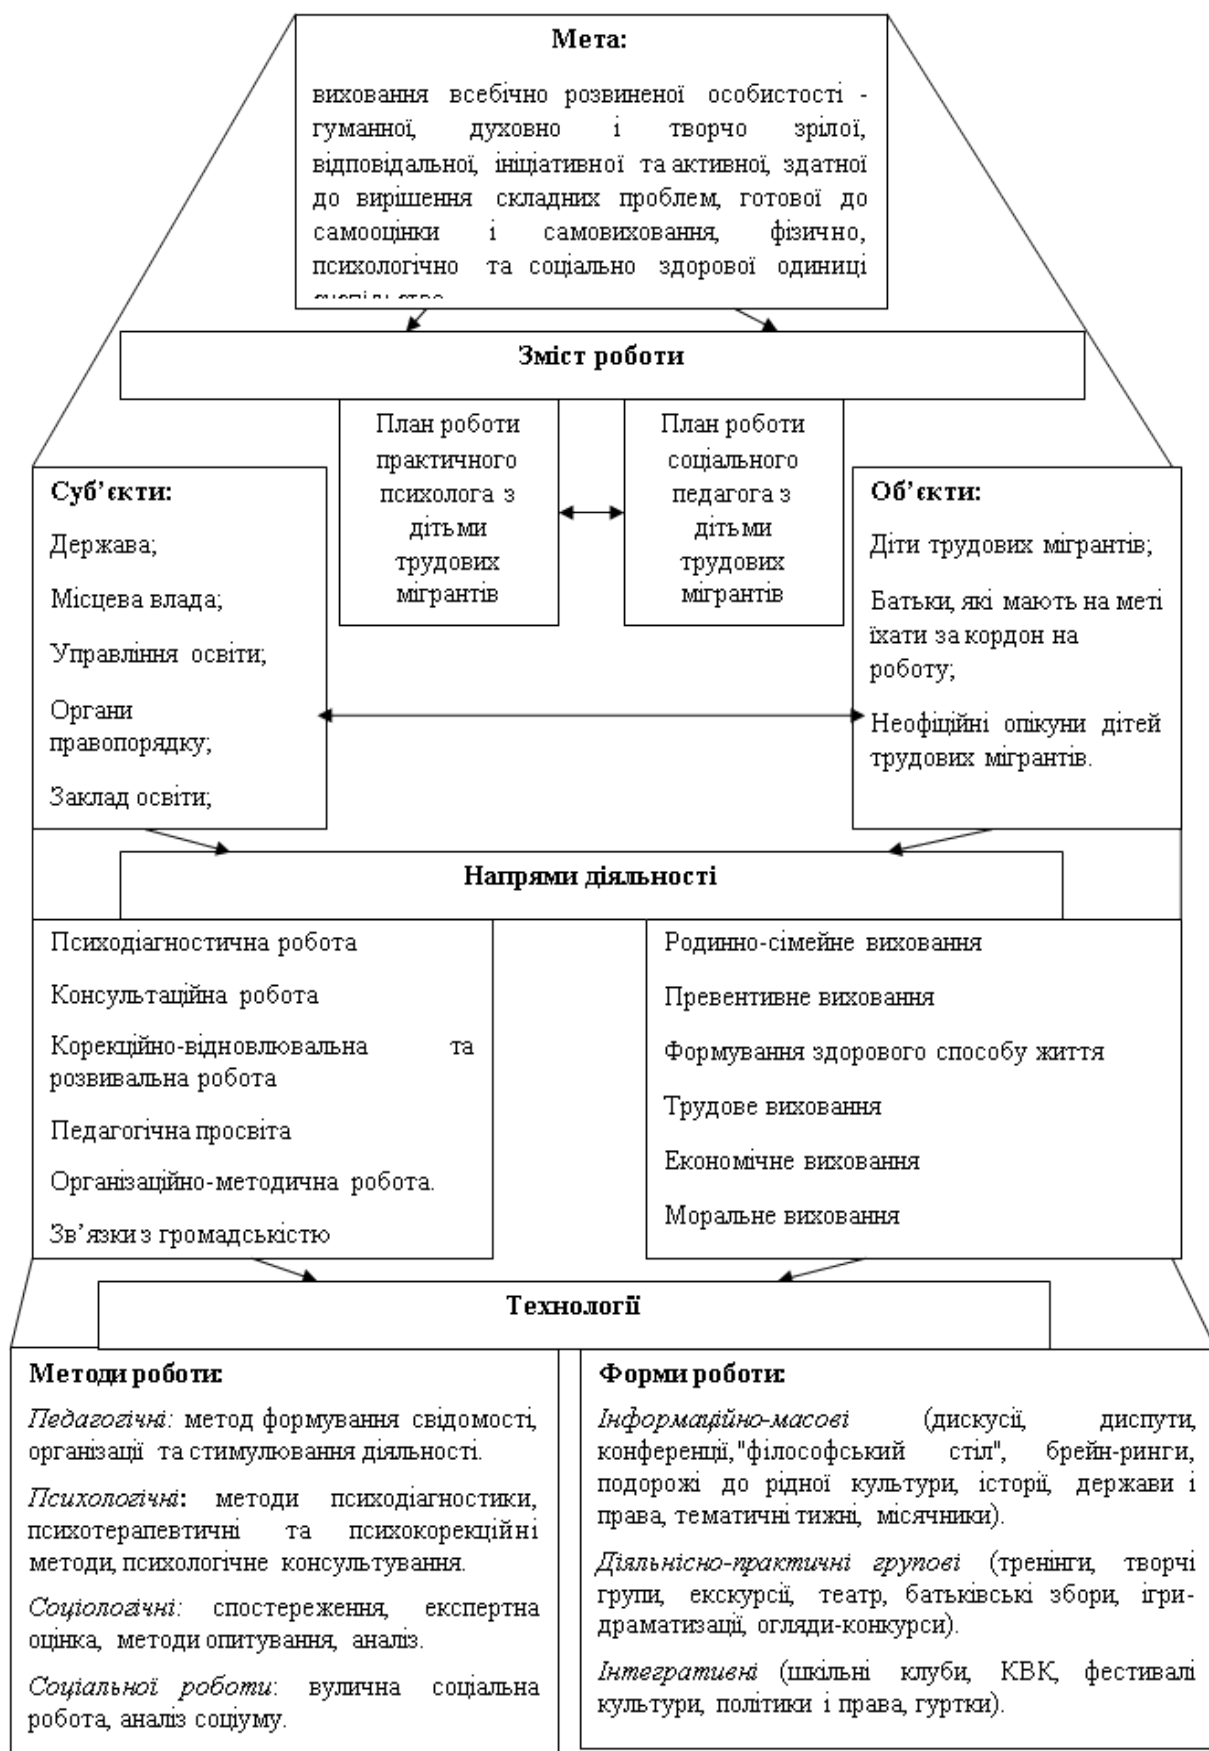 Мета:
виховання всебічно розвиненої особистості -
гуманної, духовно і творчо зрілої,
відповідальної, ініціативної та активної, здатної
до вирішення складних проблем, готової до
самооцінки і самовиховання, фізично,
психологічно та соціально здорової одиниці
Зміст роботи
План роботи
практичного
психолога з
дітьми
трудових
мігрантів
План роботи
соціального
педагога з
дітьми
трудових
мігрантів
Суб’єкти:
Держава;
Місцева влада;
Управління освіти;
Органи
правопорядку;
Заклад освіти;
Об’єкти:
Діти трудових мігрантів;
Батьки, які мають на меті
їхати за кордон на
роботу;
Неофіційні опікуни дітей
трудових мігрантів.
Напрями діяльності
Психодіагностична робота
Консультаційна робота
Корекційно-відновлювальна та
розвивальна робота
Педагогічна просвіта
Організаційно-методична робота.
Зв’язки з громадськістю
Родинно-сімейне виховання
Превентивне виховання
Формування здорового способу життя
Трудове виховання
Економічне виховання
Моральне виховання
Технології
Методи роботи:
Педагогічні: метод формування свідомості,
організації та стимулювання діяльності.
Психологічні: методи психодіагностики,
психотерапевтичні та психокорекційні
методи, психологічне консультування.
Соціологічні: спостереження, експертна
оцінка, методи опитування, аналіз.
Соціальної роботи: вулична соціальна
робота, аналіз соціуму.
Форми роботи:
Інформаційно-масові (дискусії, диспути,
конференції, "філософський стіл", брейн-ринги,
подорожі до рідної культури, історії, держави і
права, тематичні тижні, місячники).
Діяльнісно-практичні групові (тренінги, творчі
групи, екскурсії, театр, батьківські збори, ігри-
драматизації, огляди-конкурси).
Інтегративні (шкільні клуби, КВК, фестивалі
культури, політики і права, гуртки).